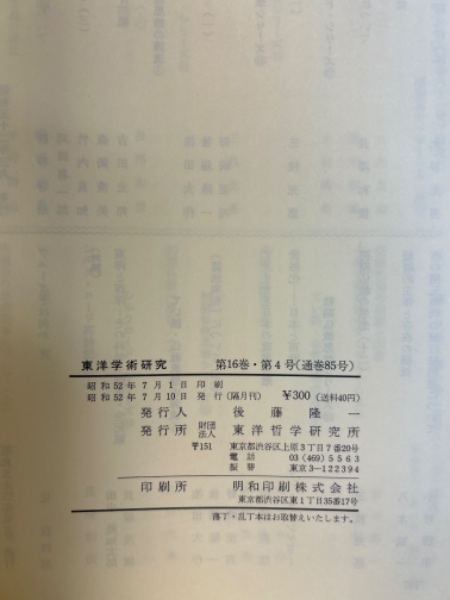 東洋学術研究　第16巻・第4号(通巻85号)
昭和52年7月1日 印刷
昭和52年7月10日 発行 (隔月刊) ¥300 (送料40円)
発行人　後藤隆一
発行所　財団法人　東洋哲学研究所
〒151　東京都渋谷区上原3丁目7番20号
電話　03(469)5563
振替　東京3-122394
印刷所　明和印刷株式会社
東京都渋谷区東1丁目35番17号
落丁・乱丁本はお取替えいたします。